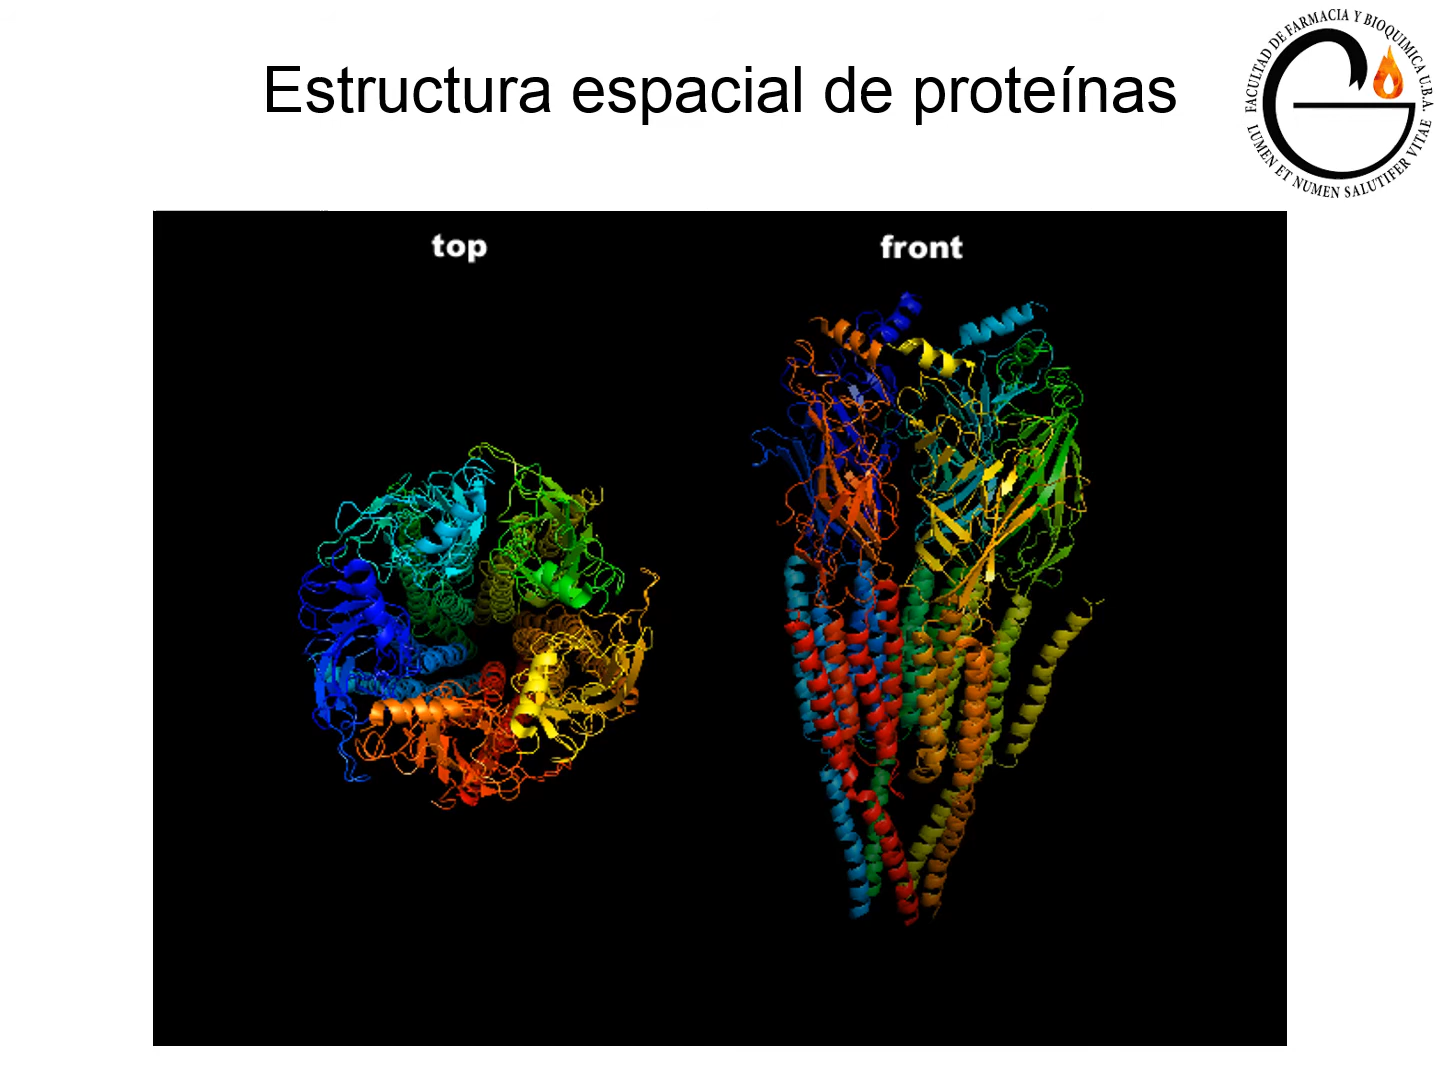 Estructura espacial de proteínas
FACULTAD DE FARMACIA Y BIOQUIMICA U.B.A.
LUMEN ET NUMEN SALUTIFER VITAE
top
front